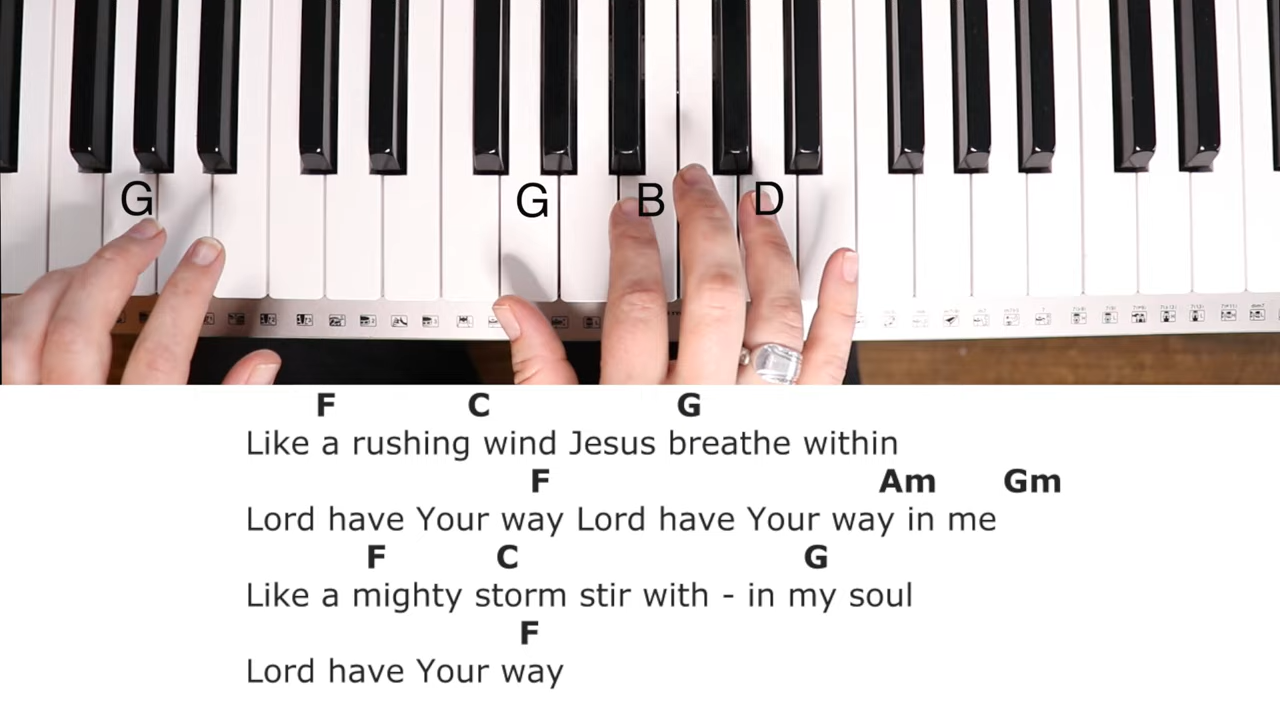 G G B D
F C G
Like a rushing wind Jesus breathe within
F Am Gm
Lord have Your way Lord have Your way in me
F C G
Like a mighty storm stir with - in my soul
F
Lord have Your way